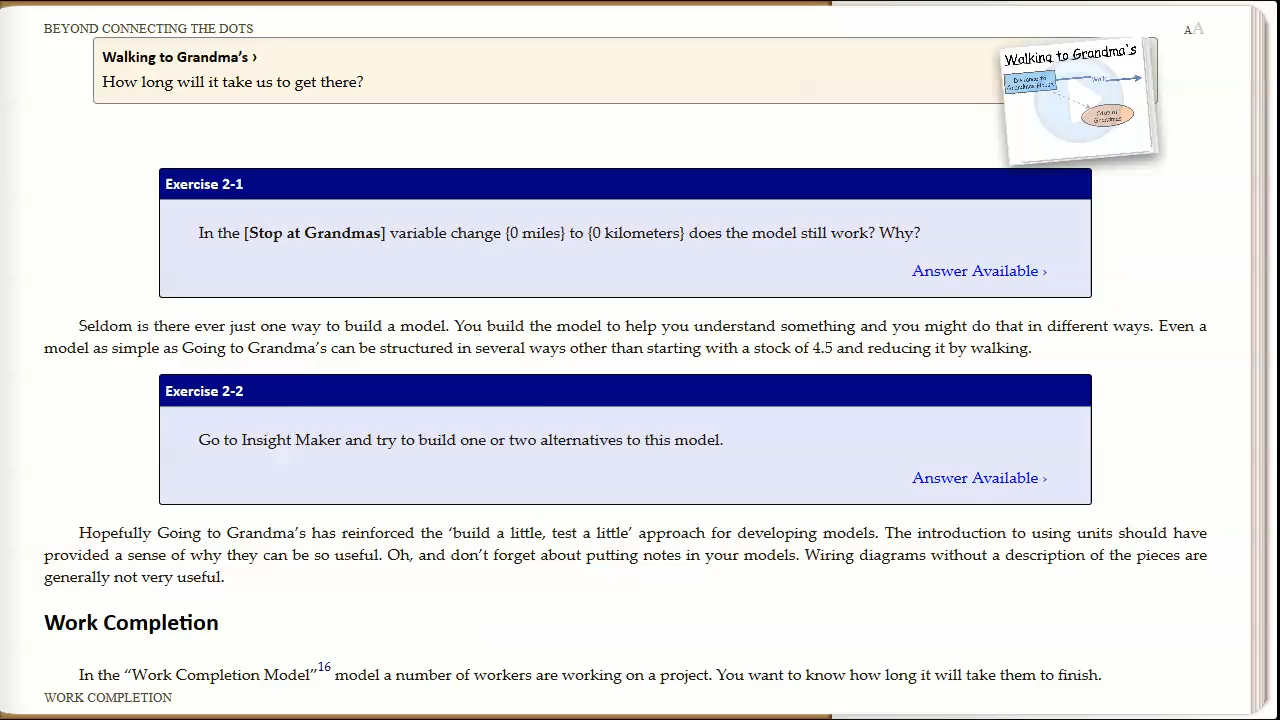 BEYOND CONNECTING THE DOTS
AA
Walking to Grandma's ›
How long will it take us to get there?
Walking to Grandma's
Distance to
Grandmas House
Walk
Stop at
Grandmas
Exercise 2-1
In the [Stop at Grandmas] variable change {0 miles} to {0 kilometers} does the model still work? Why?
Answer Available ›
Seldom is there ever just one way to build a model. You build the model to help you understand something and you might do that in different ways. Even a
model as simple as Going to Grandma's can be structured in several ways other than starting with a stock of 4.5 and reducing it by walking.
Exercise 2-2
Go to Insight Maker and try to build one or two alternatives to this model.
Answer Available ›
Hopefully Going to Grandma's has reinforced the ‘build a little, test a little’ approach for developing models. The introduction to using units should have
provided a sense of why they can be so useful. Oh, and don't forget about putting notes in your models. Wiring diagrams without a description of the pieces are
generally not very useful.
Work Completion
In the “Work Completion Model”16 model a number of workers are working on a project. You want to know how long it will take them to finish.
WORK COMPLETION